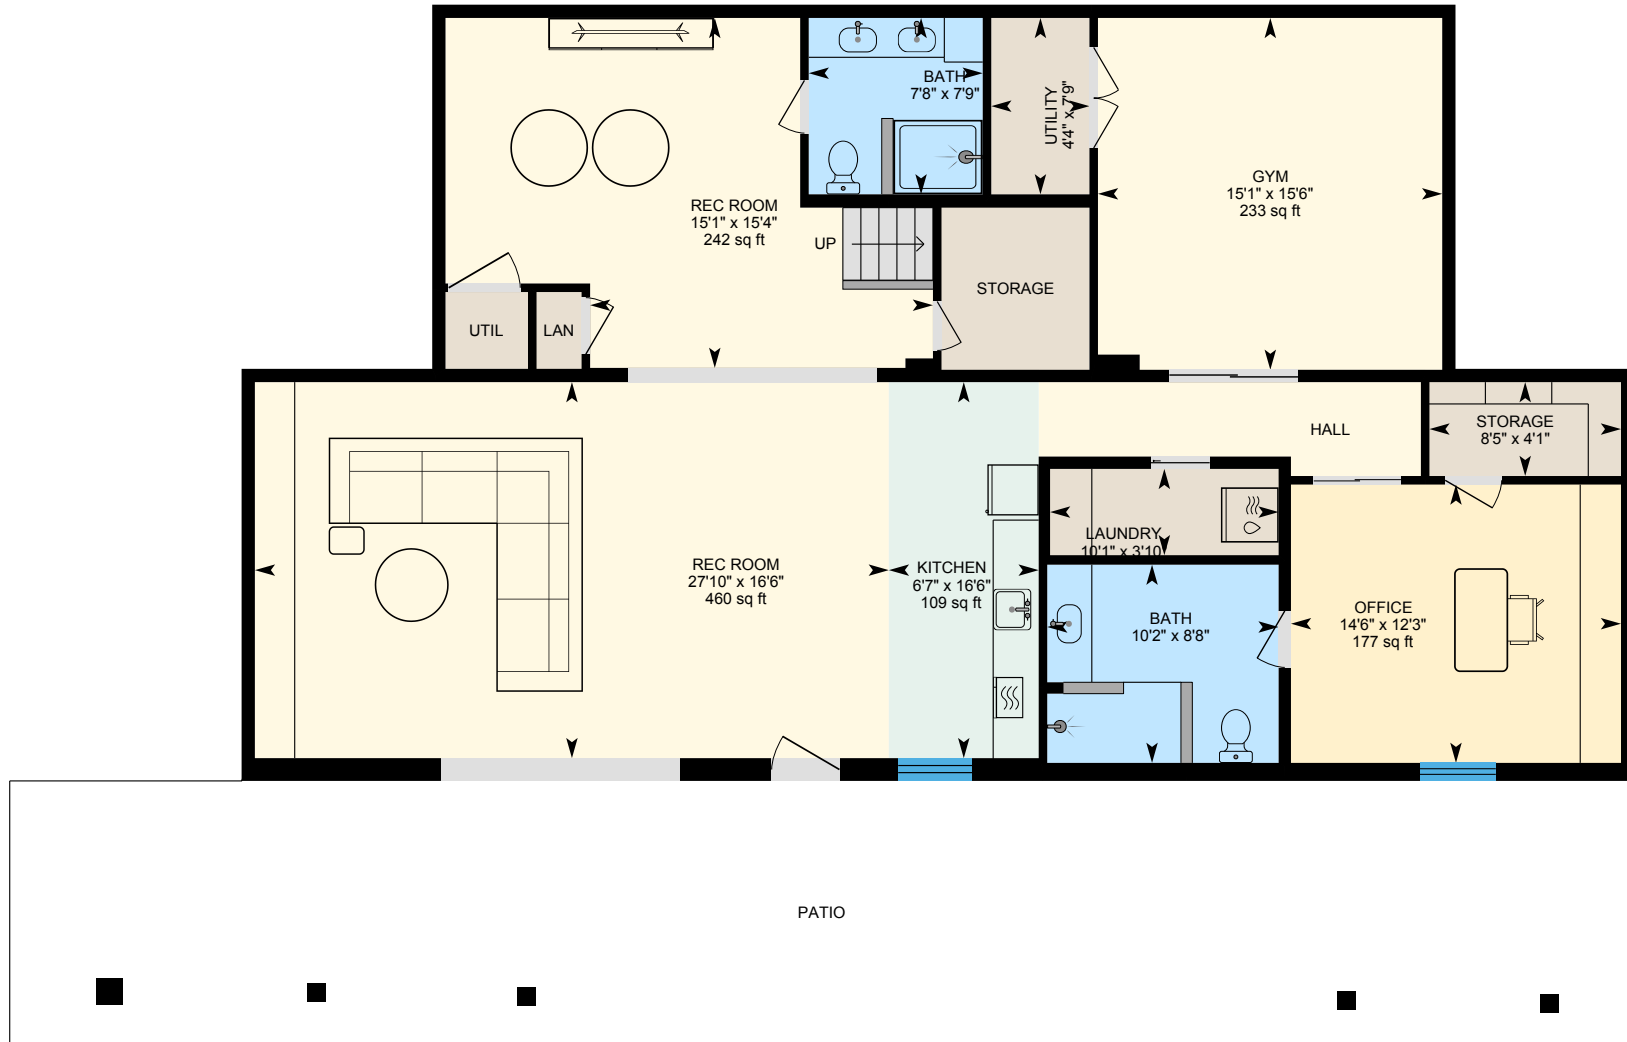 BATH
7'8" x 7'9"
UTILITY
4'4" x 7'9"
GYM
15'1" x 15'6"
233 sq ft
REC ROOM
15'1" x 15'4"
242 sq ft
UP
STORAGE
UTIL
LAN
HALL
STORAGE
8'5" x 4'1"
LAUNDRY
10'1" x 3'10
REC ROOM
27'10" x 16'6"
460 sq ft
KITCHEN
6'7" x 16'6"
109 sq ft
BATH
10'2" x 8'8"
OFFICE
14'6" x 12'3"
177 sq ft
PATIO